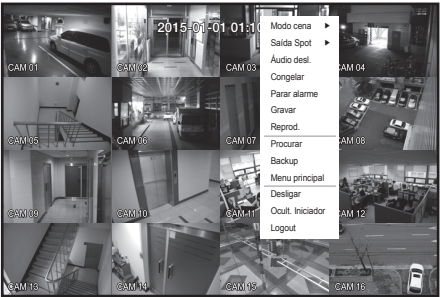 2015-01-01 01:10
Modo cena
Saída Spot
Áudio desl.
Congelar
Parar alarme
Gravar
Reprod.
Procurar
Backup
Menu principal
Desligar
Ocult. Iniciador
Logout
CAM 01
CAM 02
CAM 03
CAM 04
CAM 05
CAM 06
CAM 07
CAM 08
CAM 09
CAM 10
CAM 11
CAM 12
CAM 13
CAM 14
CAM 15
CAM 16